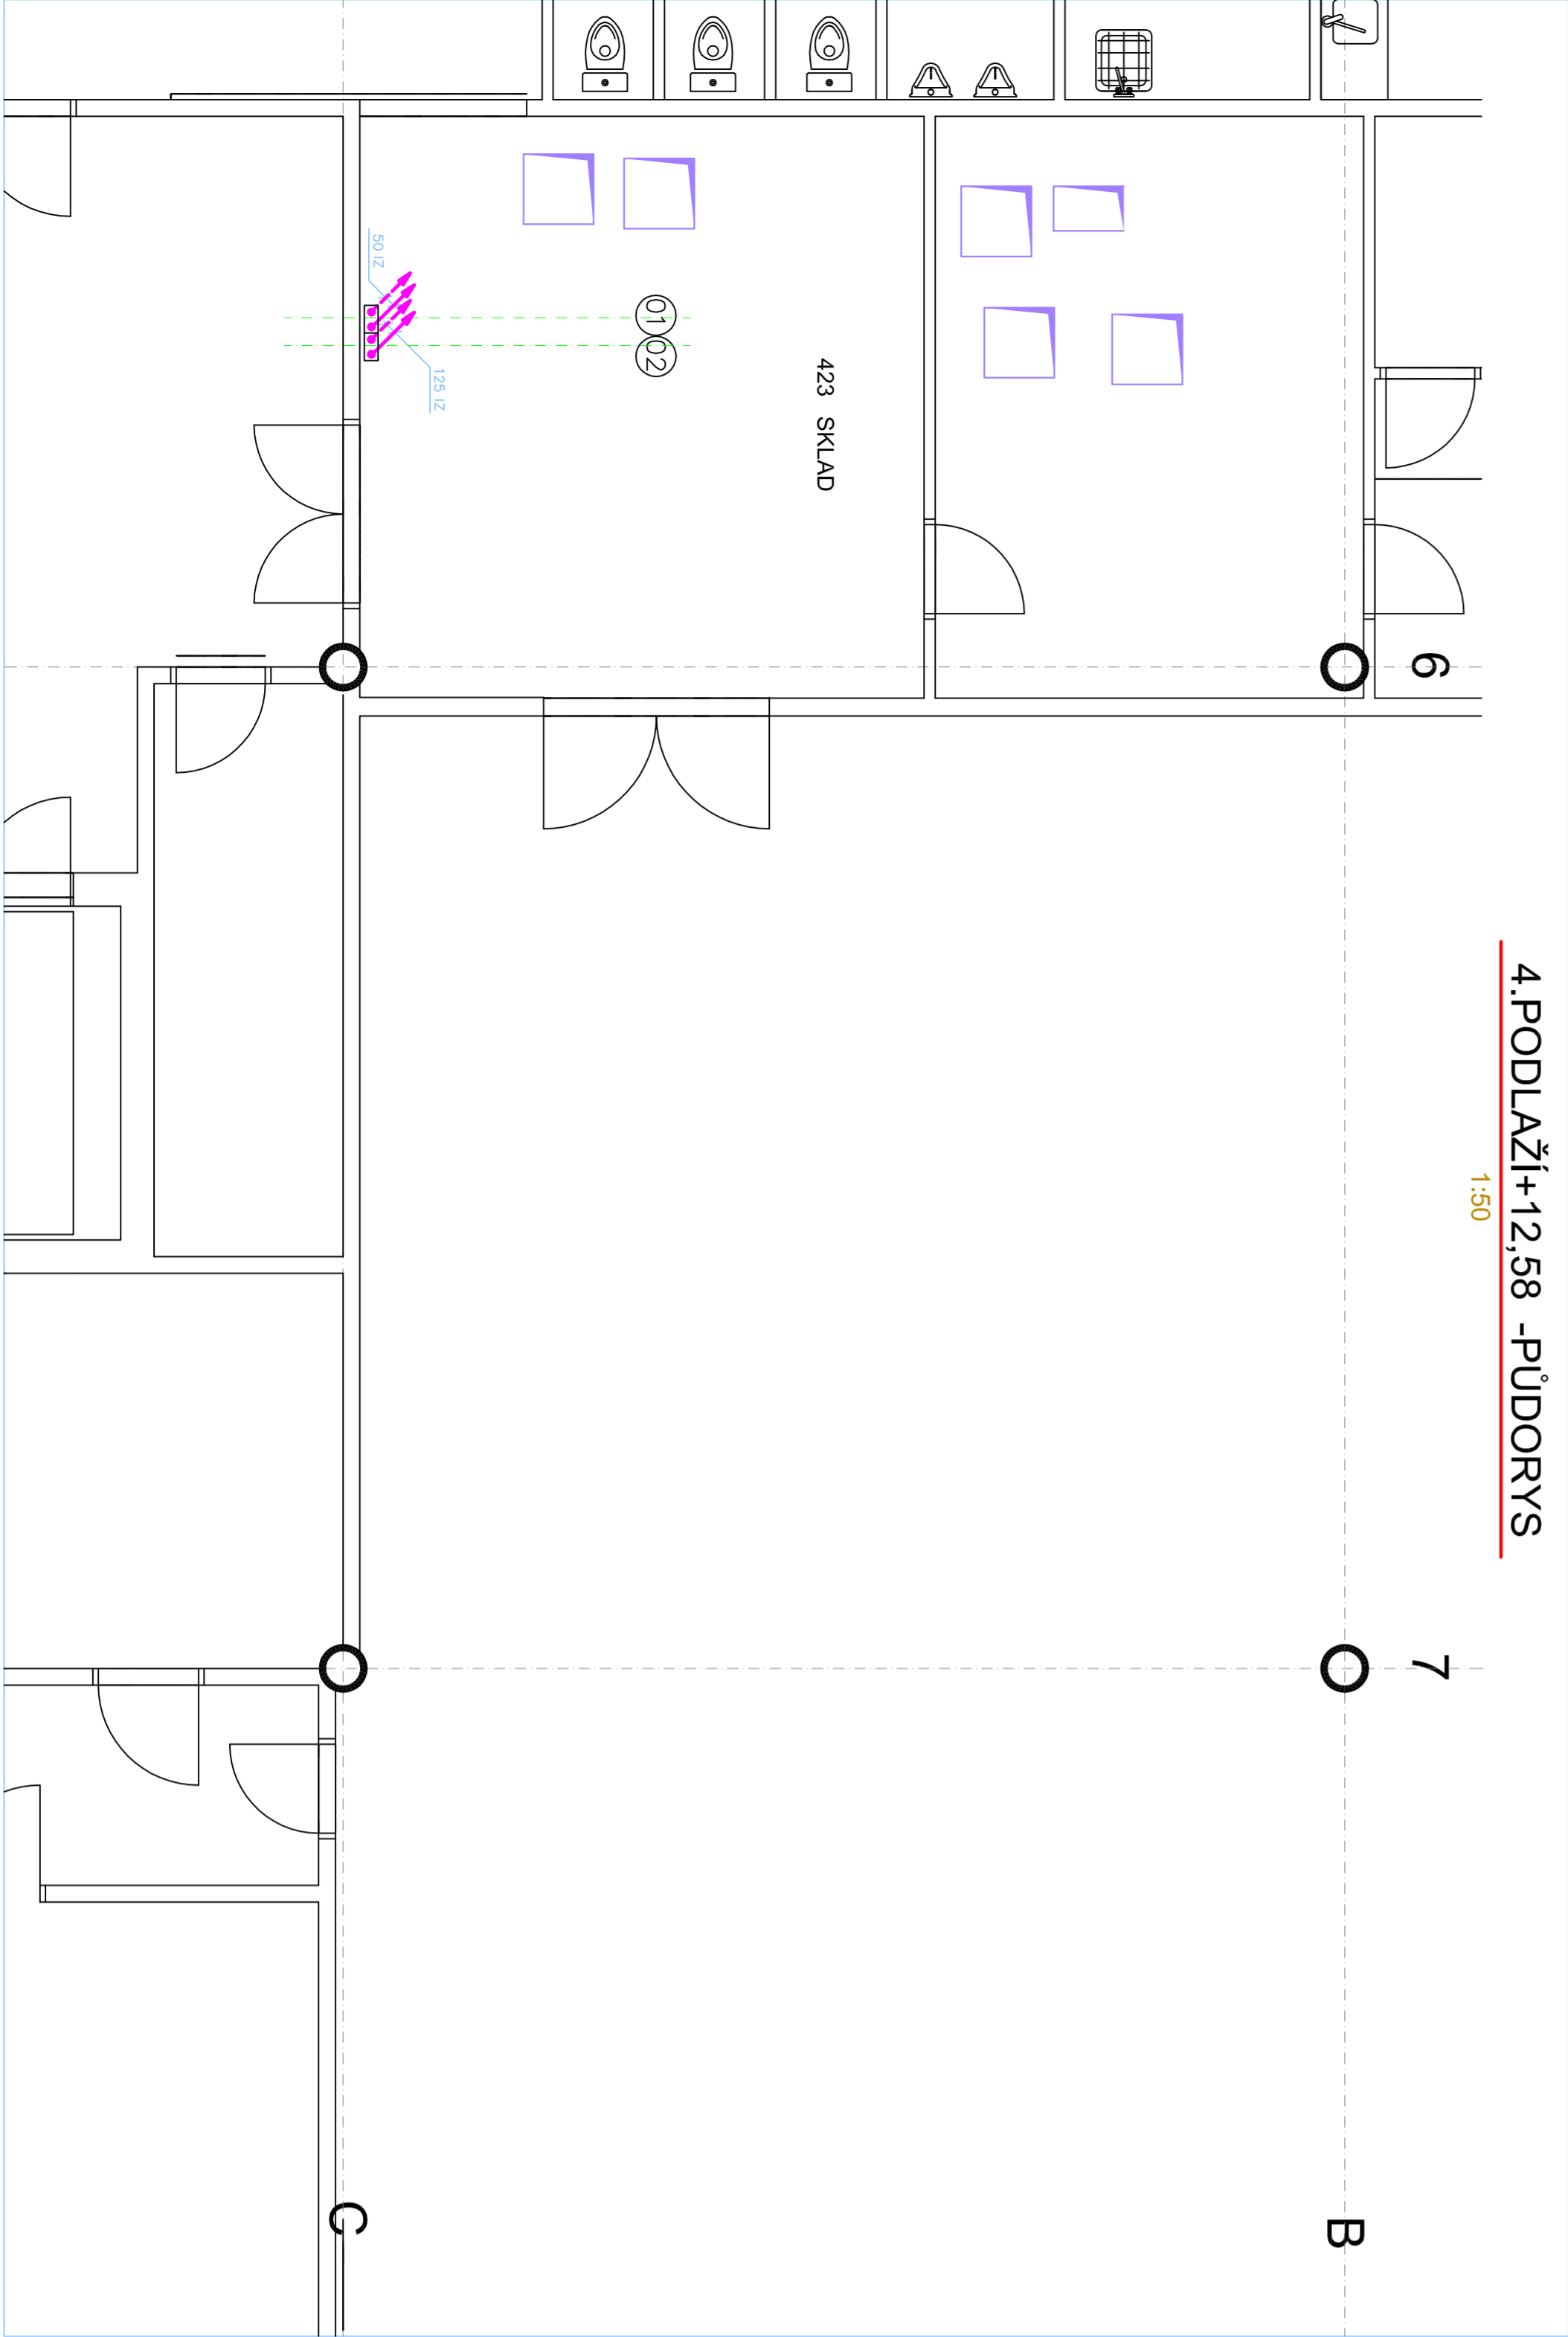 4.PODLAŽÍ+12,58 -PŮDORYS
1:50
6
7
B
423 SKLAD
01
02
125 IZ
50 IZ
C